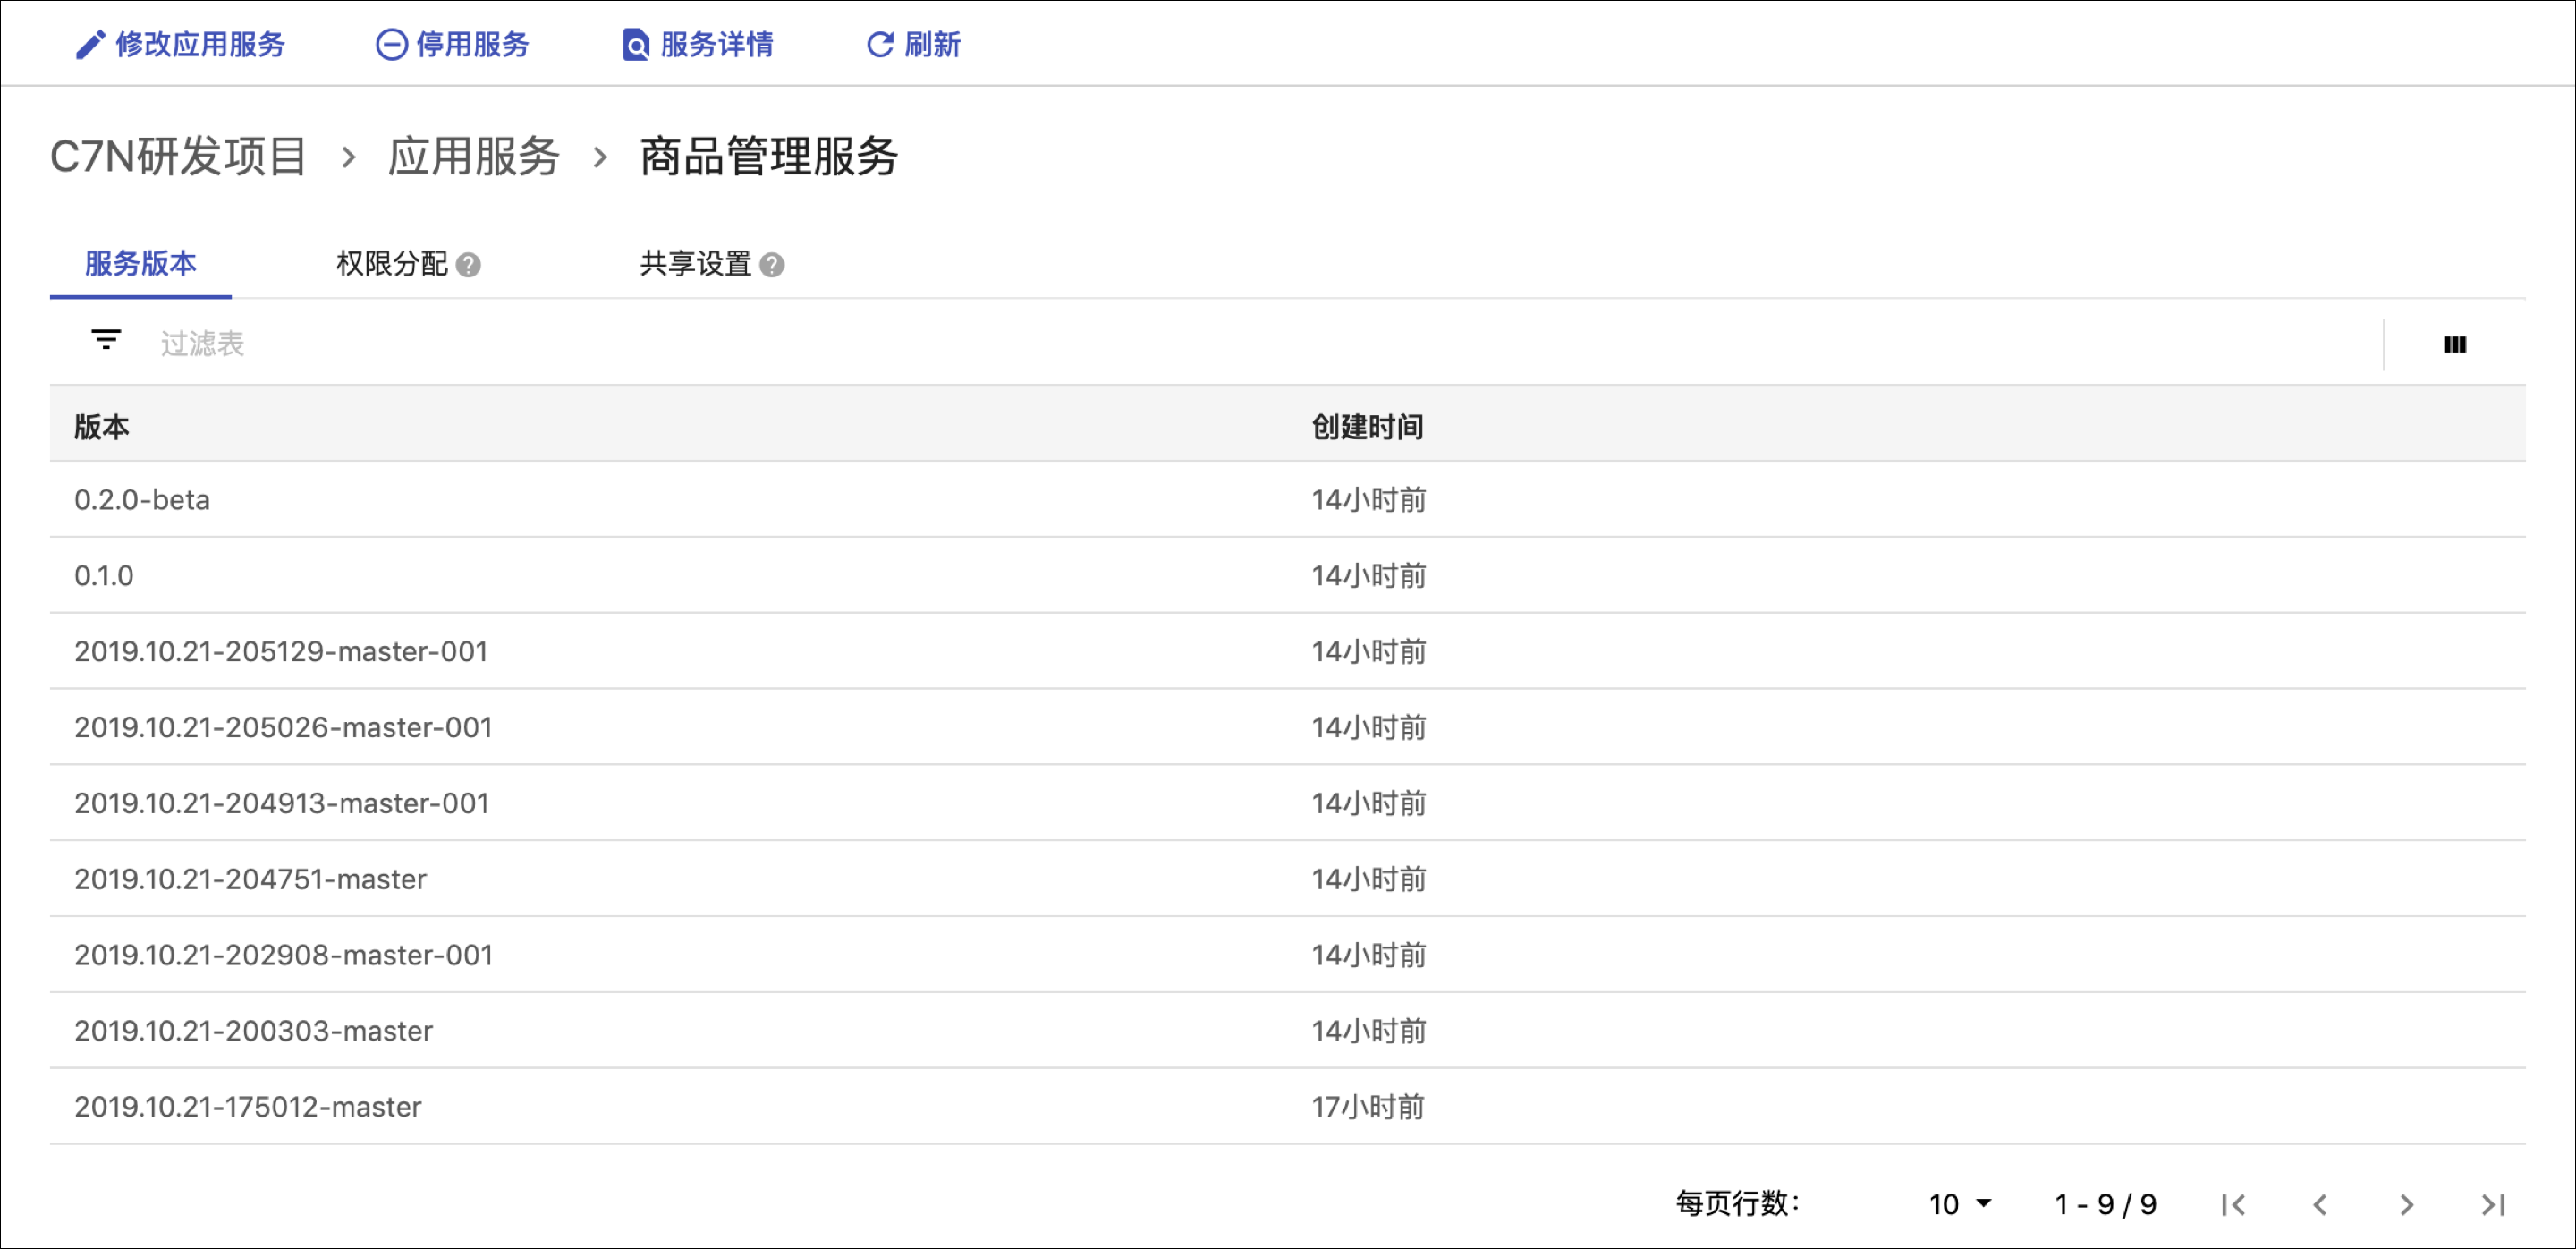 修改应用服务 停用服务 服务详情 刷新
C7N研发项目 > 应用服务 > 商品管理服务
服务版本 权限分配 ? 共享设置 ?
过滤表
版本 创建时间
0.2.0-beta 14小时前
0.1.0 14小时前
2019.10.21-205129-master-001 14小时前
2019.10.21-205026-master-001 14小时前
2019.10.21-204913-master-001 14小时前
2019.10.21-204751-master 14小时前
2019.10.21-202908-master-001 14小时前
2019.10.21-200303-master 14小时前
2019.10.21-175012-master 17小时前
每页行数： 10 1 - 9 / 9